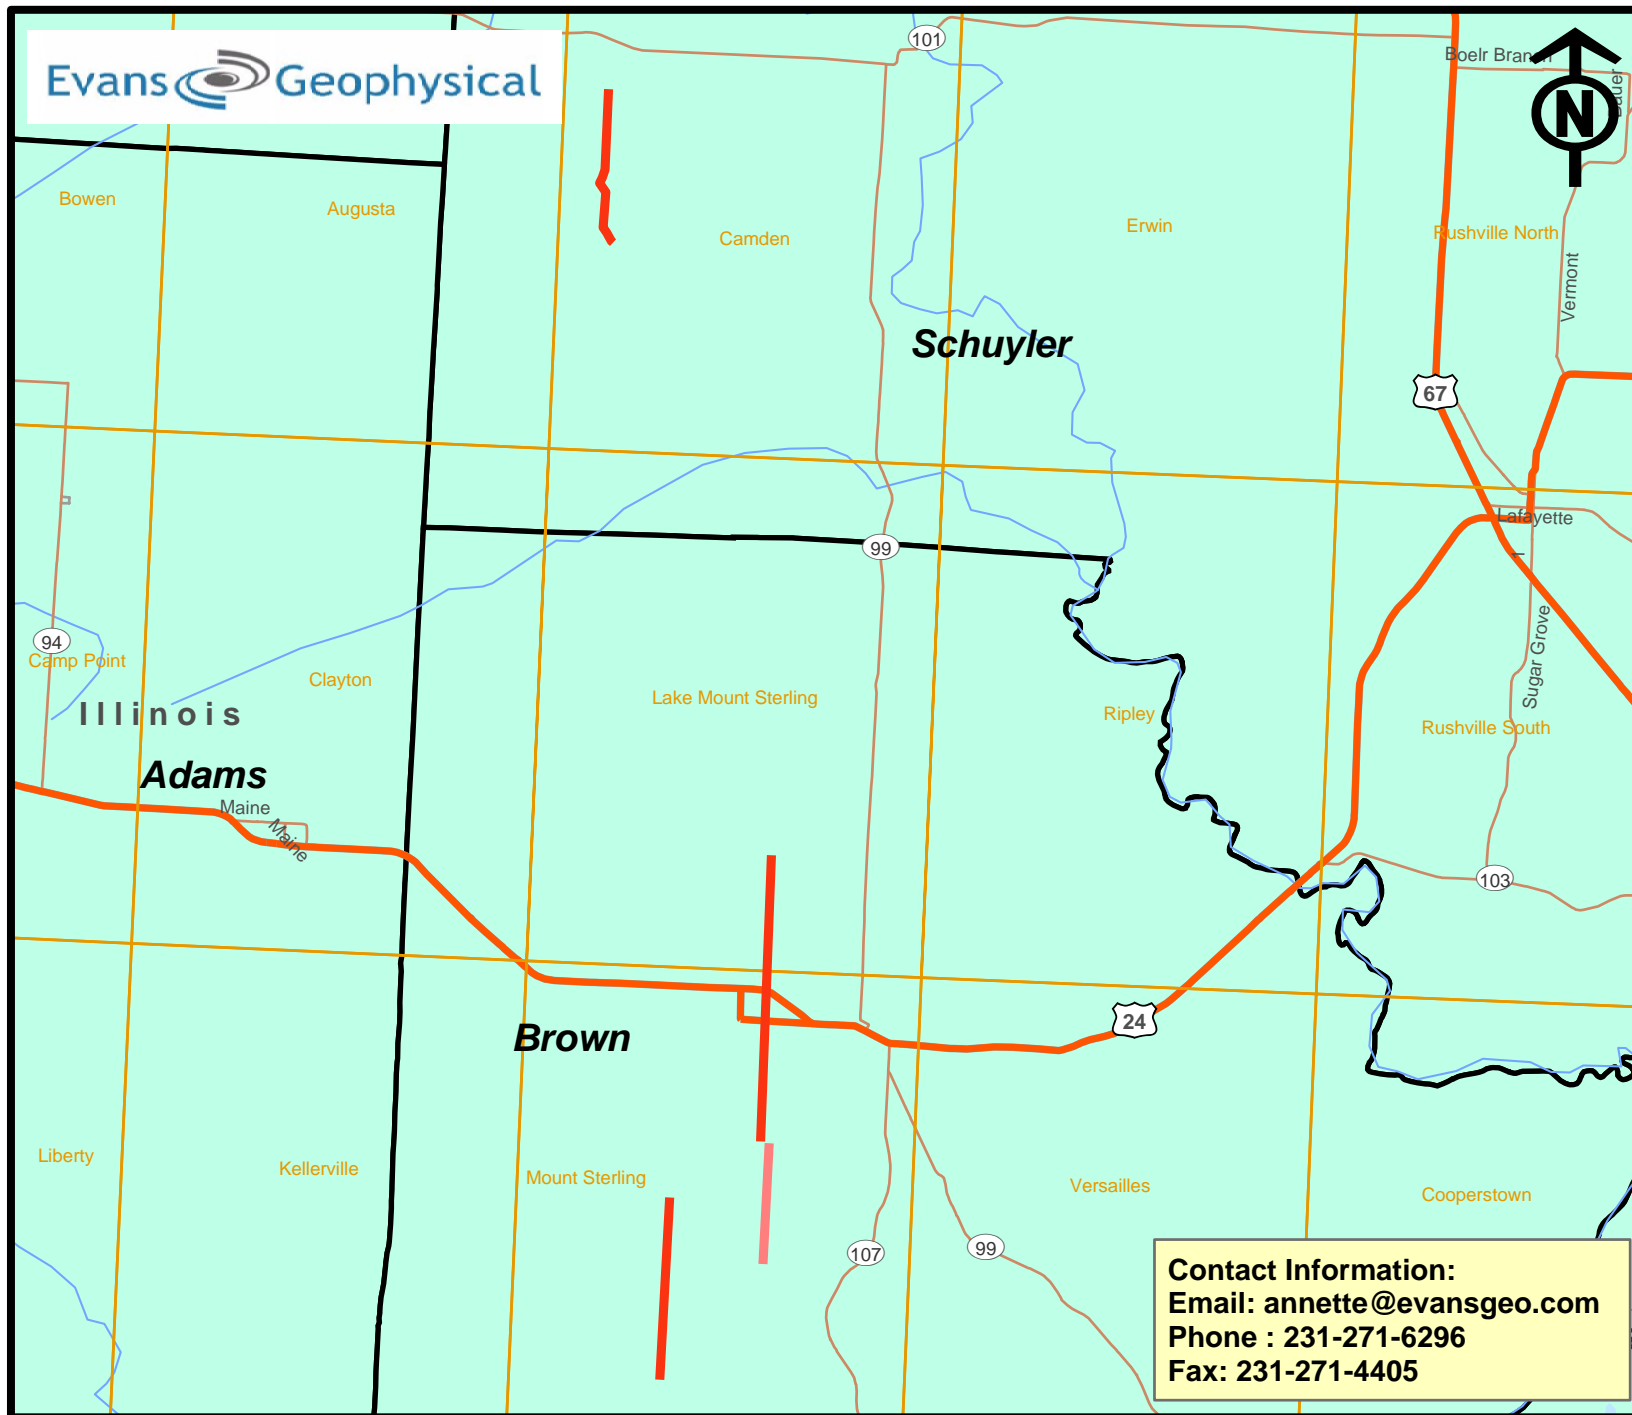 Evans Geophysical
101
Boelr Branch
Bauer
N
Bowen
Augusta
Camden
Erwin
Rushville North
Vermont
Schuyler
67
Lafayette
99
94
Camp Point
Clayton
Lake Mount Sterling
Ripley
Sugar Grove
Rushville South
Illinois
Adams
Maine
Maine
103
24
Brown
Liberty
Kellerville
Mount Sterling
Versailles
Cooperstown
107
99
Contact Information:
Email: annette@evansgeo.com
Phone : 231-271-6296
Fax: 231-271-4405